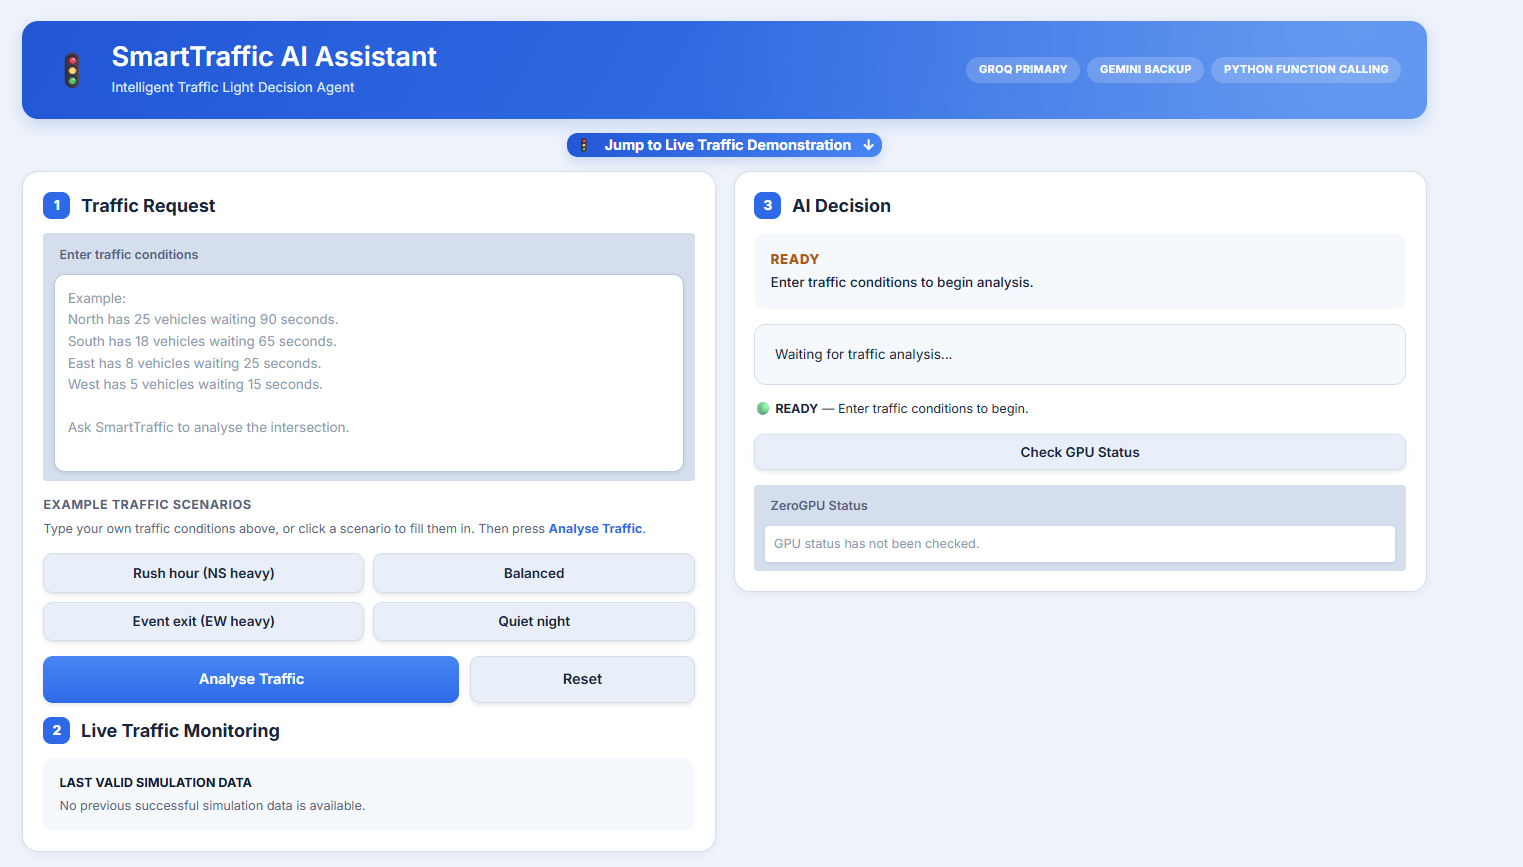 SmartTraffic AI Assistant
Intelligent Traffic Light Decision Agent
GROQ PRIMARY
GEMINI BACKUP
PYTHON FUNCTION CALLING
Jump to Live Traffic Demonstration ↓
1 Traffic Request
Enter traffic conditions
Example:
North has 25 vehicles waiting 90 seconds.
South has 18 vehicles waiting 65 seconds.
East has 8 vehicles waiting 25 seconds.
West has 5 vehicles waiting 15 seconds.
Ask SmartTraffic to analyse the intersection.
EXAMPLE TRAFFIC SCENARIOS
Type your own traffic conditions above, or click a scenario to fill them in. Then press Analyse Traffic.
Rush hour (NS heavy)
Balanced
Event exit (EW heavy)
Quiet night
Analyse Traffic
Reset
2 Live Traffic Monitoring
LAST VALID SIMULATION DATA
No previous successful simulation data is available.
3 AI Decision
READY
Enter traffic conditions to begin analysis.
Waiting for traffic analysis...
READY — Enter traffic conditions to begin.
Check GPU Status
ZeroGPU Status
GPU status has not been checked.